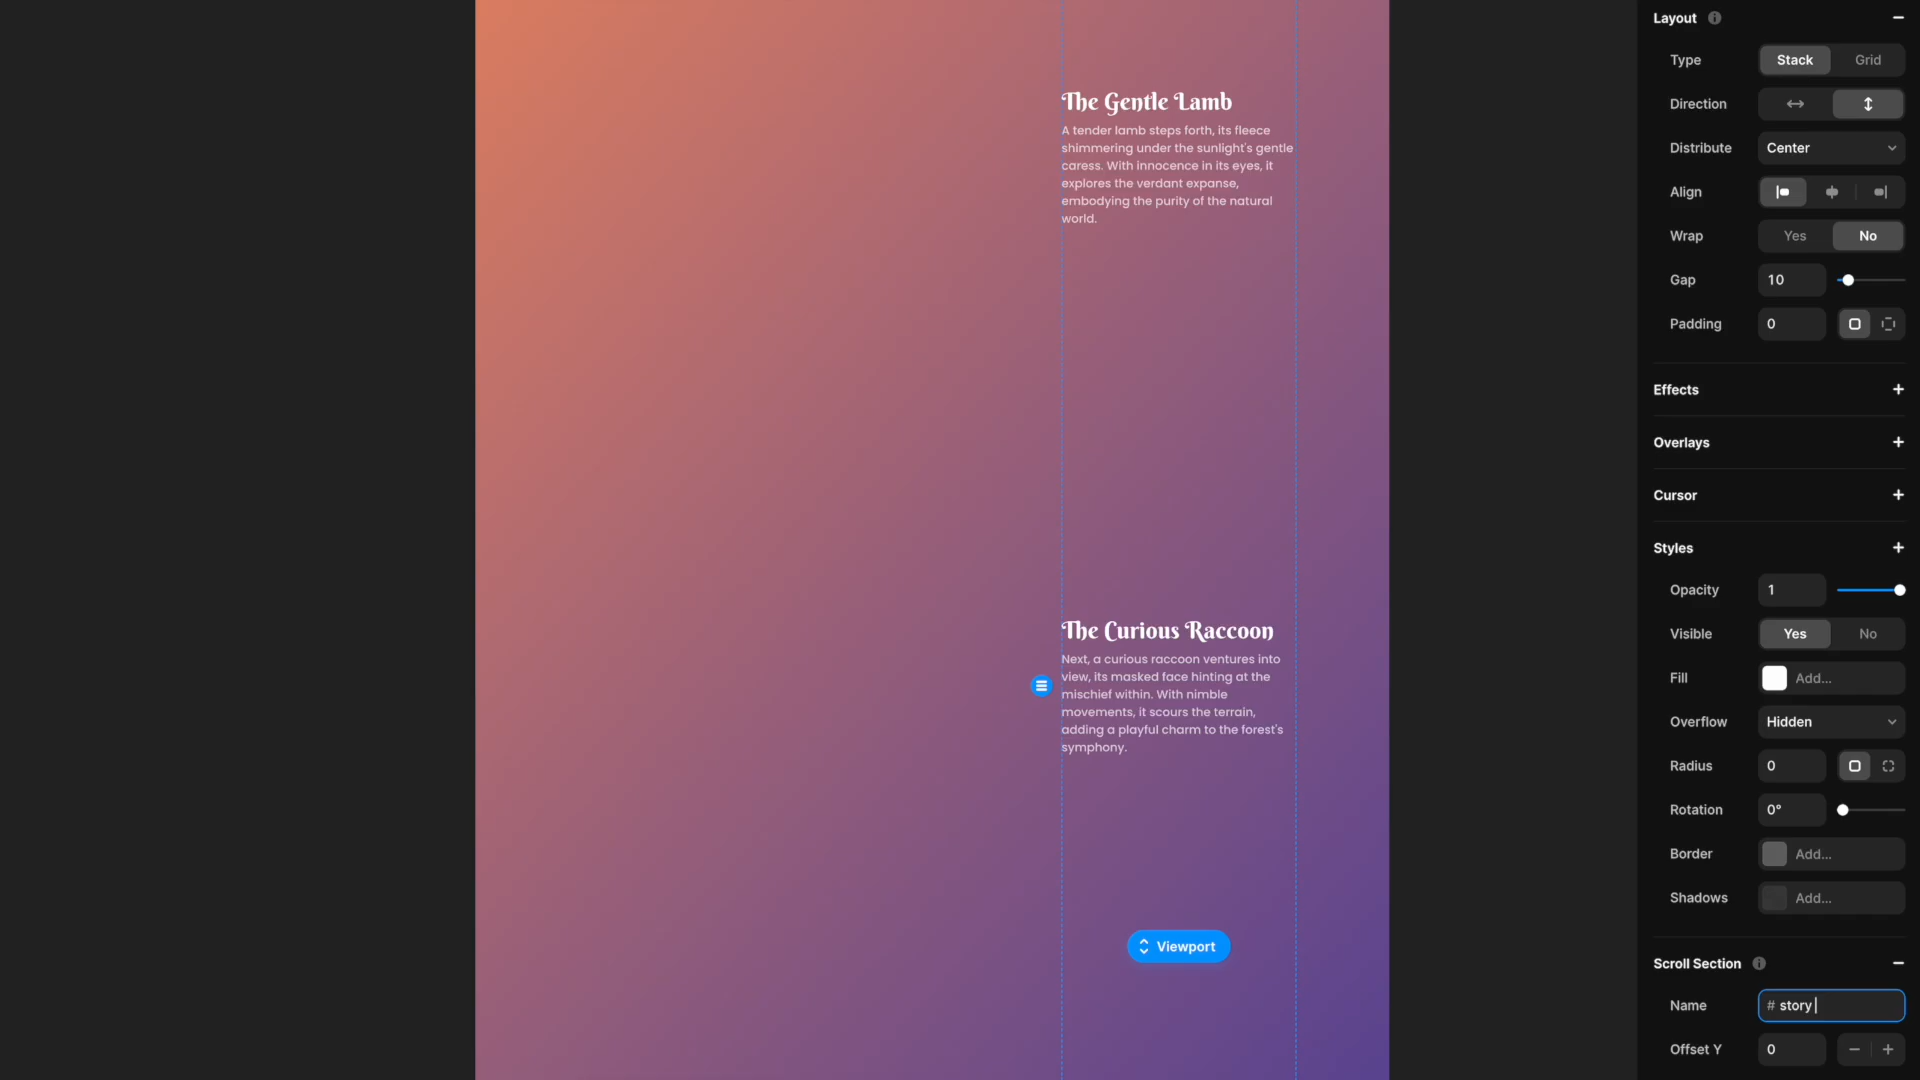 The Gentle Lamb
A tender lamb steps forth, its fleece
shimmering under the sunlight's gentle
caress. With innocence in its eyes, it
explores the verdant expanse,
embodying the purity of the natural
world.
The Curious Raccoon
Next, a curious raccoon ventures into
view, its masked face hinting at the
mischief within. With nimble
movements, it scours the terrain,
adding a playful charm to the forest's
symphony.
Viewport
Layout
Type Stack Grid
Direction
Distribute Center
Align
Wrap Yes No
Gap 10
Padding 0
Effects
Overlays
Cursor
Styles
Opacity 1
Visible Yes No
Fill Add...
Overflow Hidden
Radius 0
Rotation 0°
Border Add...
Shadows Add...
Scroll Section
Name # story
Offset Y 0